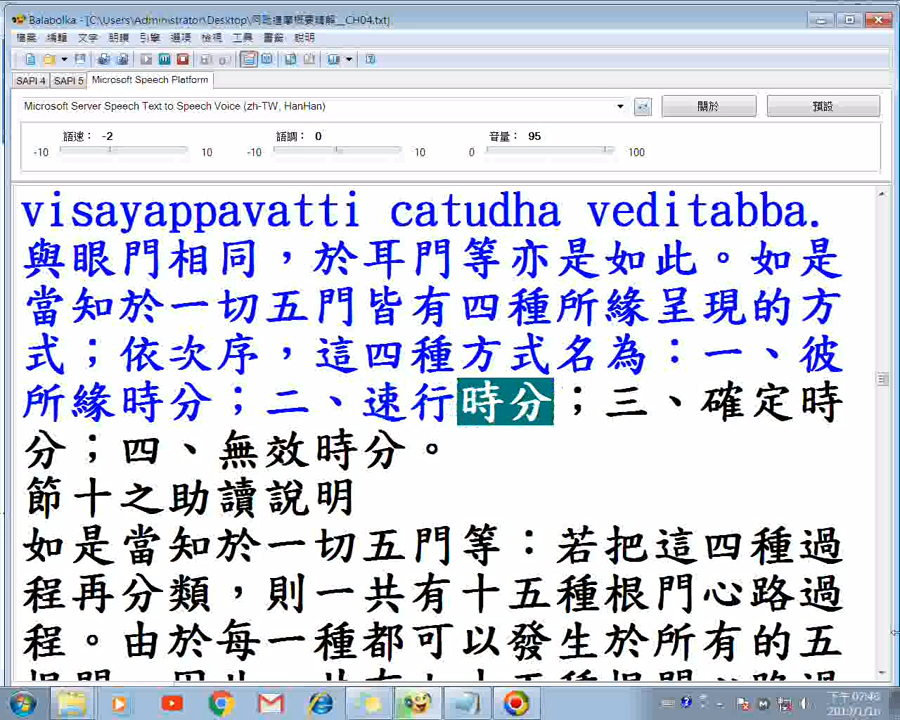 Balabolka - [C:\Users\Administrator\Desktop\阿毗達摩概要精解__CH04.txt]
檔案 編輯 文字 朗讀 引擎 選項 檢視 工具 書籤 說明
SAPI 4 SAPI 5 Microsoft Speech Platform
Microsoft Server Speech Text to Speech Voice (zh-TW, HanHan) 關於 預設
語速： -2 語調： 0 音量： 95
-10 10 -10 10 0 100
visayappavatti catudha veditabba.
與眼門相同，於耳門等亦是如此。如是
當知於一切五門皆有四種所緣呈現的方
式；依次序，這四種方式名為：一、彼
所緣時分；二、速行時分；三、確定時
分；四、無效時分。
節十之助讀說明
如是當知於一切五門等：若把這四種過
程再分類，則一共有十五種根門心路過
程。由於每一種都可以發生於所有的五
下午 07:46